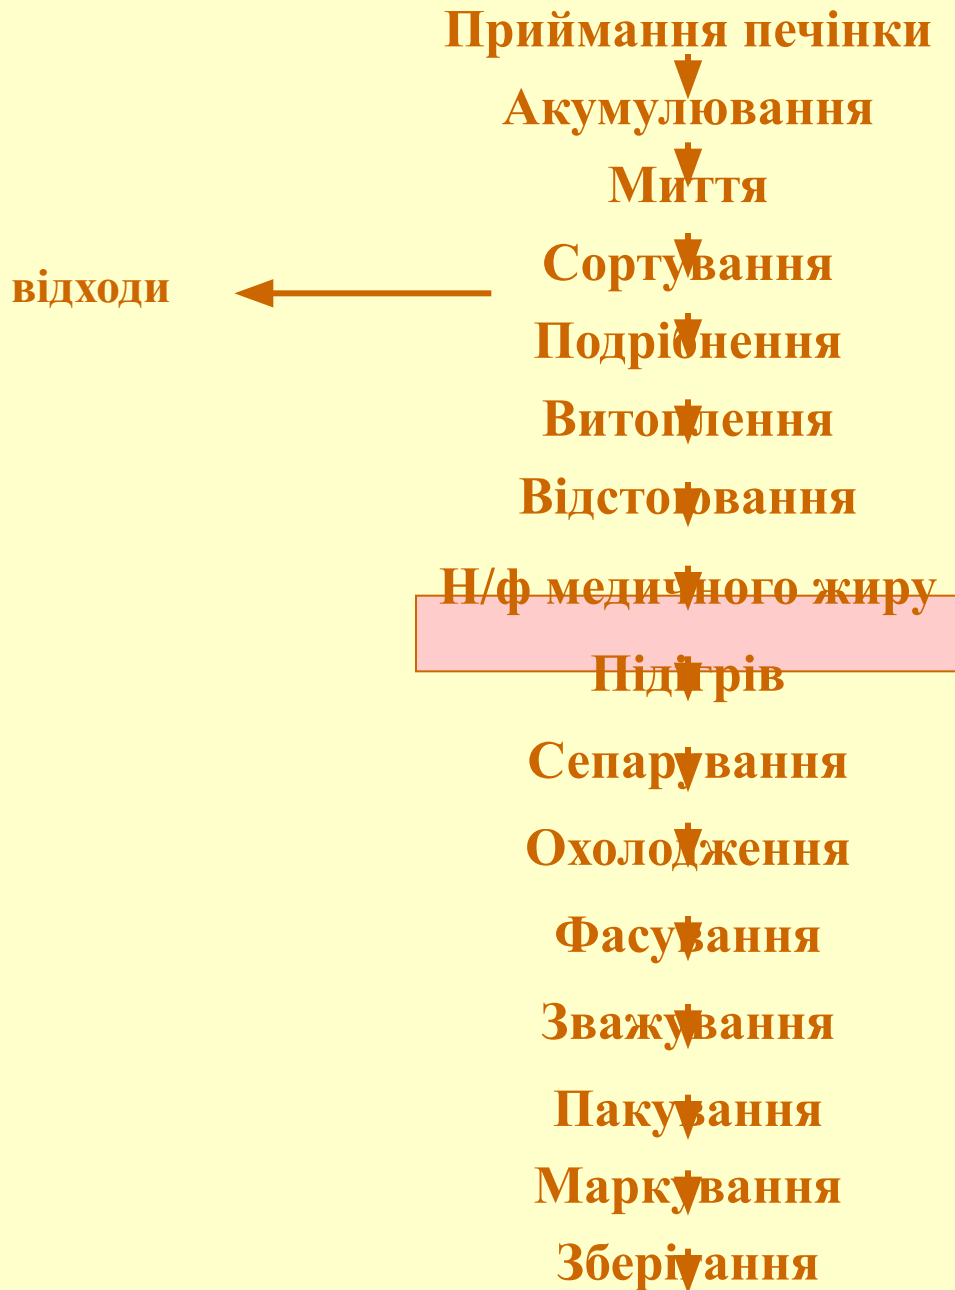 Приймання печінки
Акумулювання
Миття
Сортування
відходи
Подрібнення
Витоплення
Відстоювання
Н/ф медичного жиру
Підігрів
Сепарування
Охолодження
Фасування
Зважування
Пакування
Маркування
Зберігання